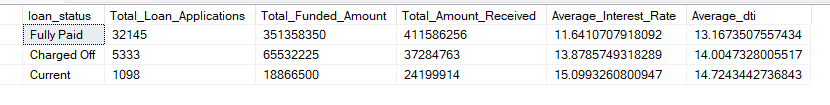 loan_status Total_Loan_Applications Total_Funded_Amount Total_Amount_Received Average_Interest_Rate Average_dti
Fully Paid 32145 351358350 411586256 11.6410707918092 13.1673507557434
Charged Off 5333 65532225 37284763 13.8785749318289 14.0047328005517
Current 1098 18866500 24199914 15.0993260800947 14.7243442736843